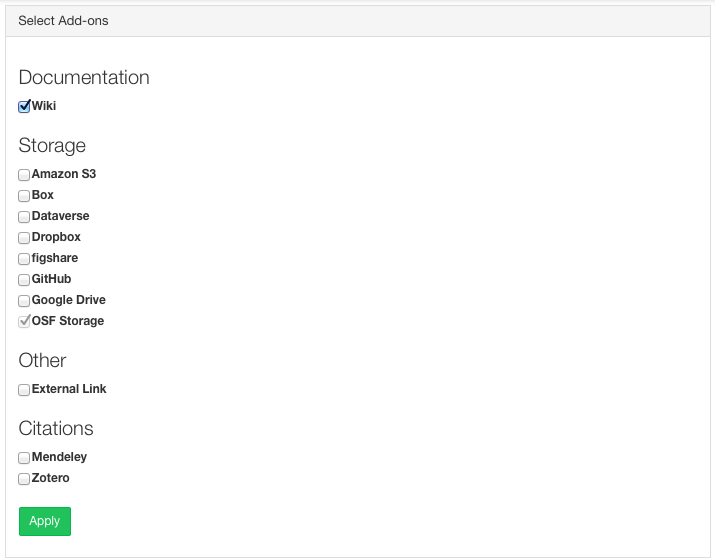 Select Add-ons
Documentation
Wiki
Storage
Amazon S3
Box
Dataverse
Dropbox
figshare
GitHub
Google Drive
OSF Storage
Other
External Link
Citations
Mendeley
Zotero
Apply